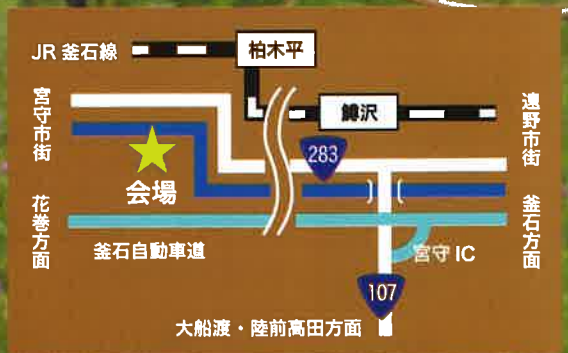 JR 釜石線
柏木平
鱒沢
宮守市街
遠野市街
283
会場
花巻方面
釜石方面
釜石自動車道
宮守 IC
107
大船渡・陸前高田方面